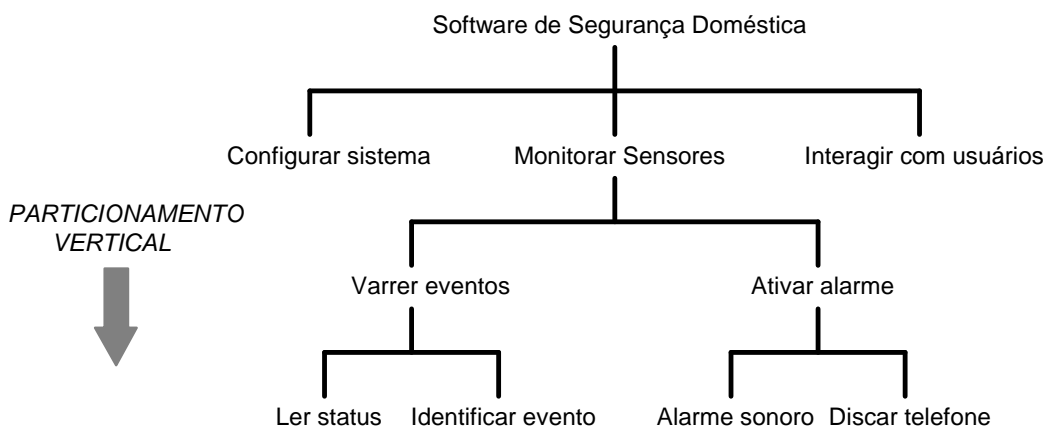 Software de Segurança Doméstica
Configurar sistema
Monitorar Sensores
Interagir com usuários
PARTICIONAMENTO
VERTICAL
Varrer eventos
Ativar alarme
Ler status
Identificar evento
Alarme sonoro
Discar telefone